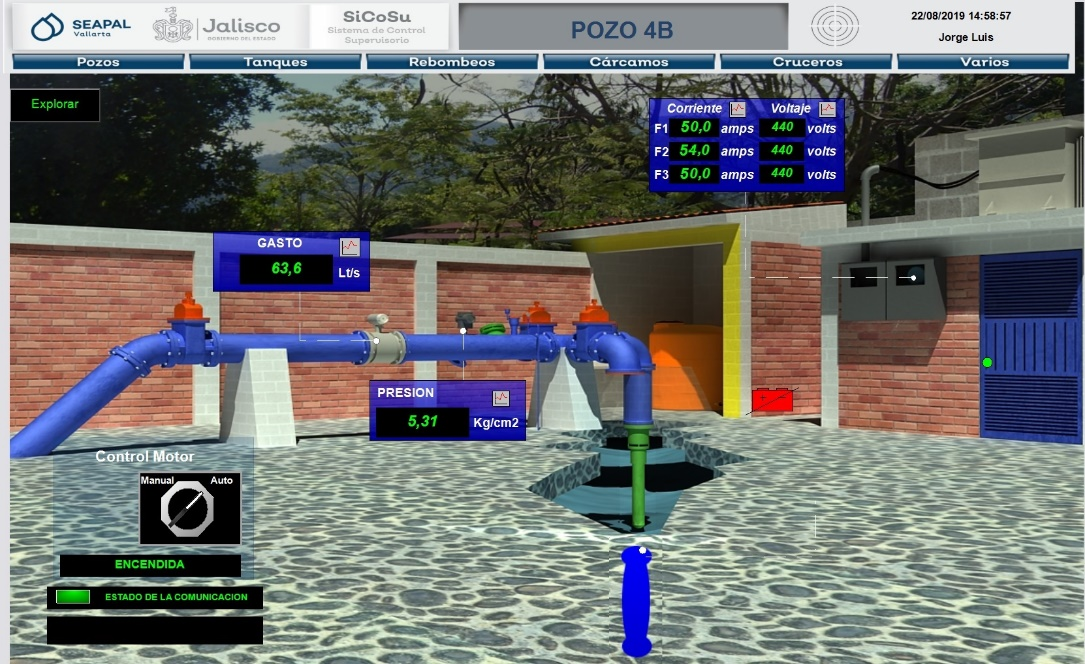 SEAPAL
Vallarta
Jalisco
GOBIERNO DEL ESTADO
SiCoSu
Sistema de Control
Supervisorio
POZO 4B
22/08/2019 14:58:57
Jorge Luis
Pozos Tanques Rebombeos Cárcamos Cruceros Varios
Explorar
Corriente Voltaje
F1 50,0 amps 440 volts
F2 54,0 amps 440 volts
F3 50,0 amps 440 volts
GASTO
63,6 Lt/s
PRESION
5,31 Kg/cm2
Control Motor
Manual Auto
ENCENDIDA
ESTADO DE LA COMUNICACION